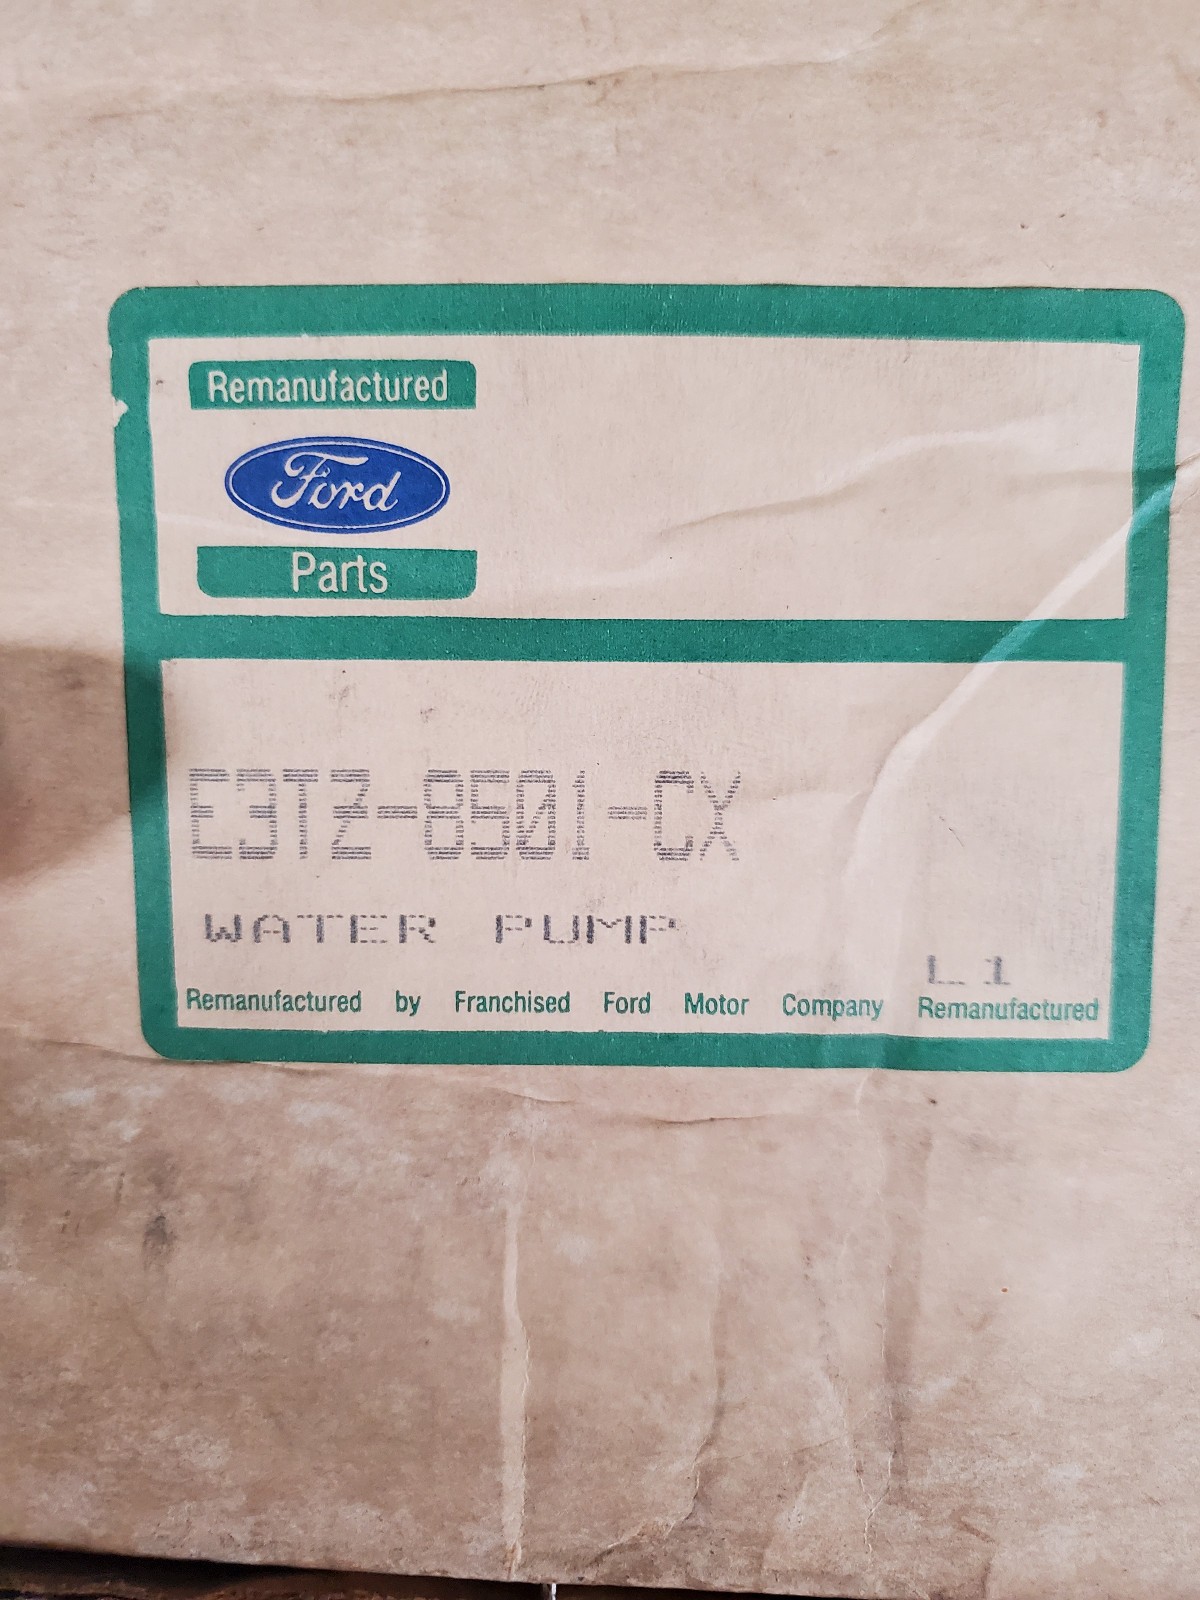 Remanufactured
Ford
Parts
E3TZ-8501-CX
WATER PUMP
L1
Remanufactured by Franchised Ford Motor Company Remanufactured